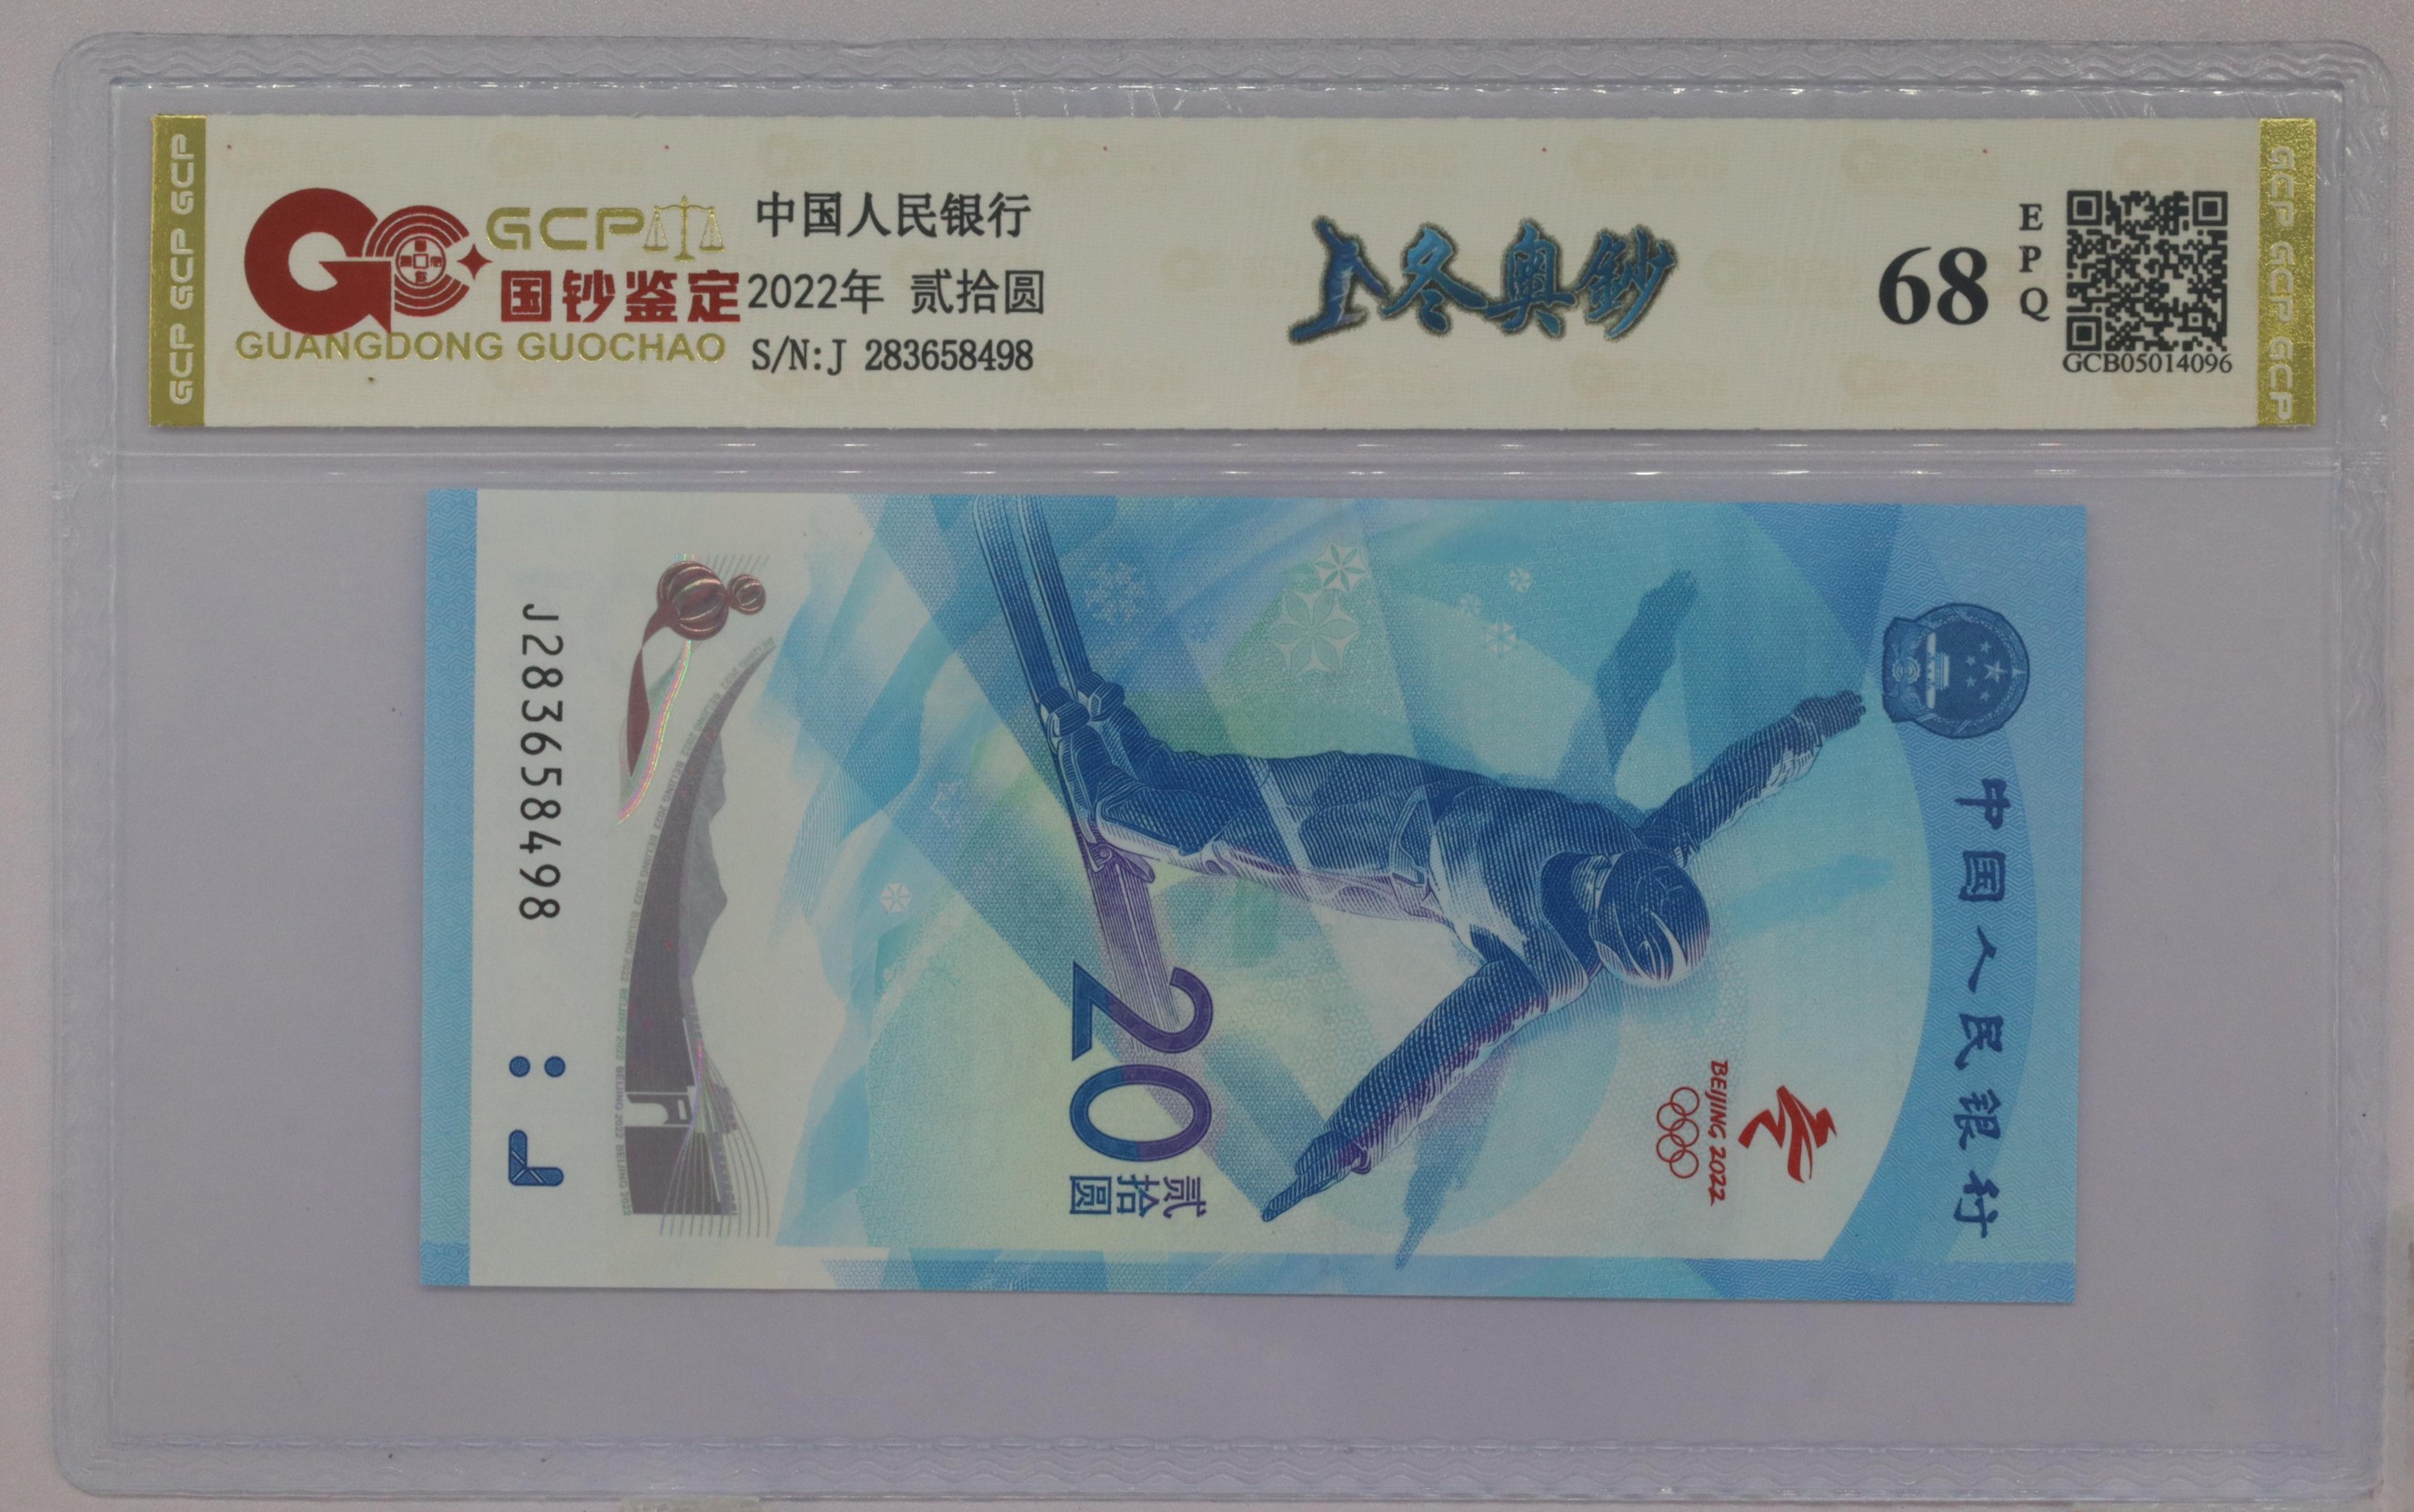 GCP GCP GCP
GCP
国钞鉴定
GUANGDONG GUOCHAO
中国人民银行
2022年 贰拾圆
S/N:J 283658498
冬奥鈔
68
EPQ
GCB05014096
GCP GCP GCP GCP
中国人民银行
BEIJING 2022
20
贰拾圆
J283658498